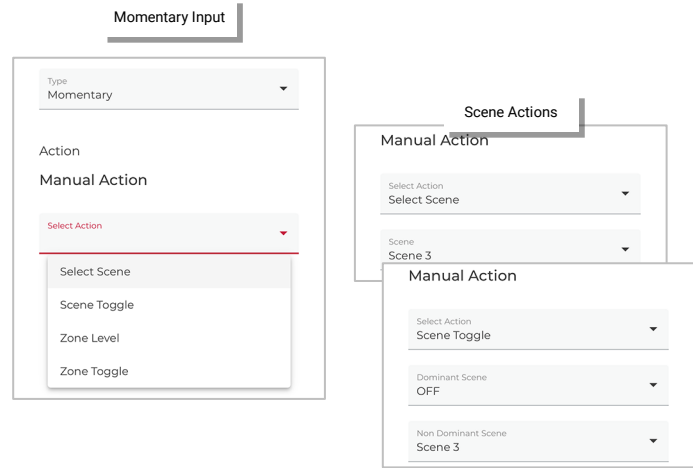 Momentary Input
Type
Momentary
Action
Manual Action
Select Action
Select Scene
Scene Toggle
Zone Level
Zone Toggle
Scene Actions
Manual Action
Select Action
Select Scene
Scene
Scene 3
Manual Action
Select Action
Scene Toggle
Dominant Scene
OFF
Non Dominant Scene
Scene 3